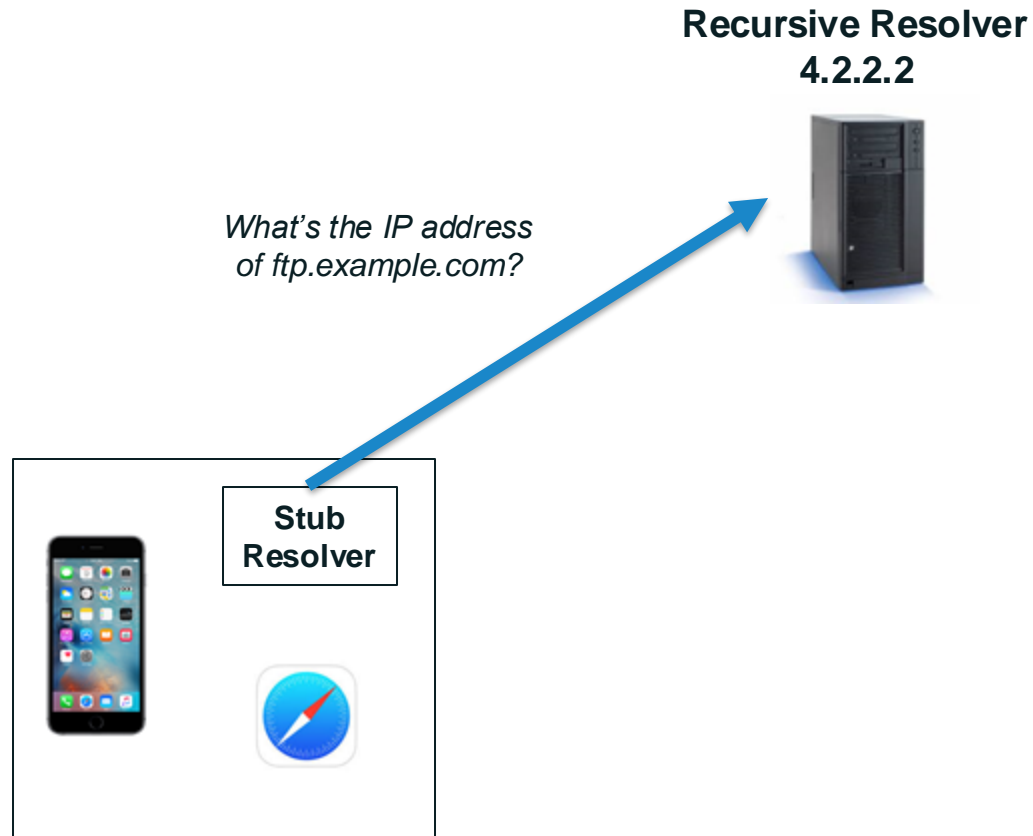 Recursive Resolver
4.2.2.2
What’s the IP address
of ftp.example.com?
Stub
Resolver